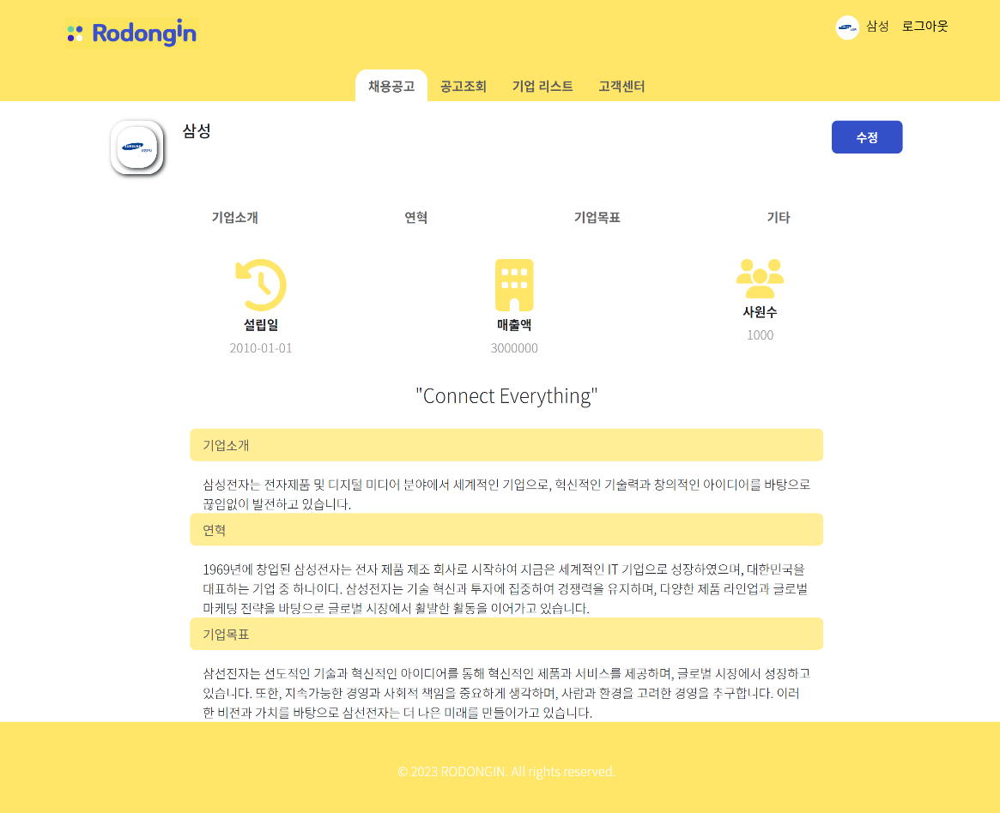 Rodongin
삼성 로그아웃
채용공고 공고조회 기업 리스트 고객센터
SAMSUNG
삼성
수정
기업소개 연혁 기업목표 기타
설립일 매출액 사원수
2010-01-01 3000000 1000
"Connect Everything"
기업소개
삼성전자는 전자제품 및 디지털 미디어 분야에서 세계적인 기업으로, 혁신적인 기술력과 창의적인 아이디어를 바탕으로
끊임없이 발전하고 있습니다.
연혁
1969년에 창업된 삼성전자는 전자 제품 제조 회사로 시작하여 지금은 세계적인 IT 기업으로 성장하였으며, 대한민국을
대표하는 기업 중 하나이다. 삼성전자는 기술 혁신과 투자에 집중하여 경쟁력을 유지하며, 다양한 제품 라인업과 글로벌
마케팅 전략을 바탕으로 글로벌 시장에서 활발한 활동을 이어가고 있습니다.
기업목표
삼선전자는 선도적인 기술과 혁신적인 아이디어를 통해 혁신적인 제품과 서비스를 제공하며, 글로벌 시장에서 성장하고
있습니다. 또한, 지속가능한 경영과 사회적 책임을 중요하게 생각하며, 사람과 환경을 고려한 경영을 추구합니다. 이러
한 비전과 가치를 바탕으로 삼선전자는 더 나은 미래를 만들어가고 있습니다.
© 2023 RODONGIN. All rights reserved.